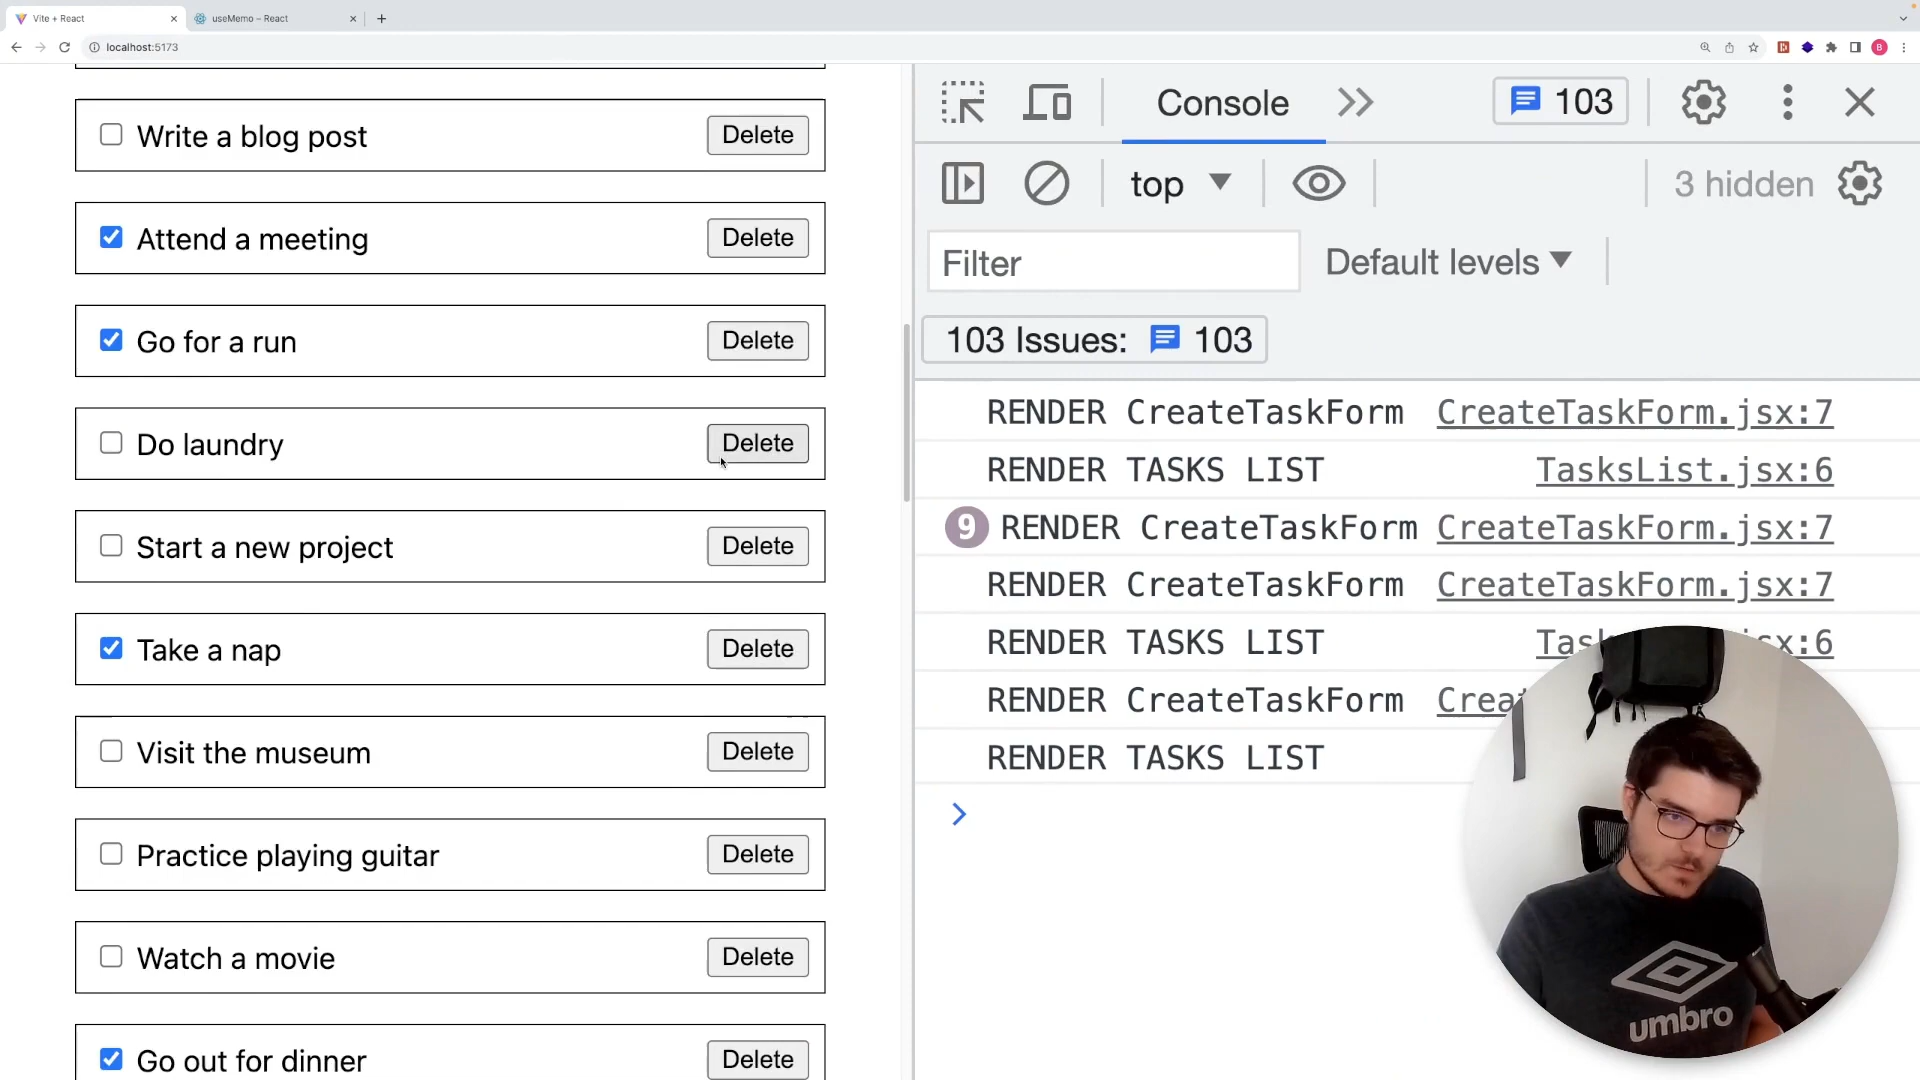 Vite + React
useMemo – React
localhost:5173
B
Write a blog post Delete
Attend a meeting Delete
Go for a run Delete
Do laundry Delete
Start a new project Delete
Take a nap Delete
Visit the museum Delete
Practice playing guitar Delete
Watch a movie Delete
Go out for dinner Delete
Console 103
top 3 hidden
Filter Default levels
103 Issues: 103
RENDER CreateTaskForm CreateTaskForm.jsx:7
RENDER TASKS LIST TasksList.jsx:6
9 RENDER CreateTaskForm CreateTaskForm.jsx:7
RENDER CreateTaskForm CreateTaskForm.jsx:7
RENDER TASKS LIST
RENDER CreateTaskForm
RENDER TASKS LIST
umbro